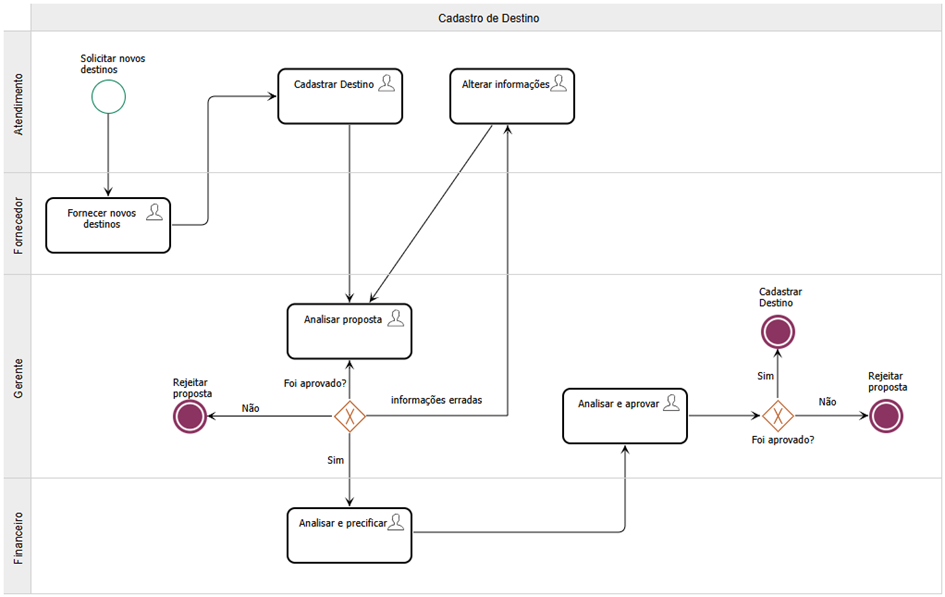 Cadastro de Destino
Atendimento
Solicitar novos
destinos
Cadastrar Destino
Alterar informações
Fornecedor
Fornecer novos
destinos
Gerente
Analisar proposta
Foi aprovado?
Rejeitar
proposta
Não
informações erradas
Sim
Analisar e aprovar
Cadastrar
Destino
Sim
Rejeitar
proposta
Não
Foi aprovado?
Financeiro
Analisar e precificar